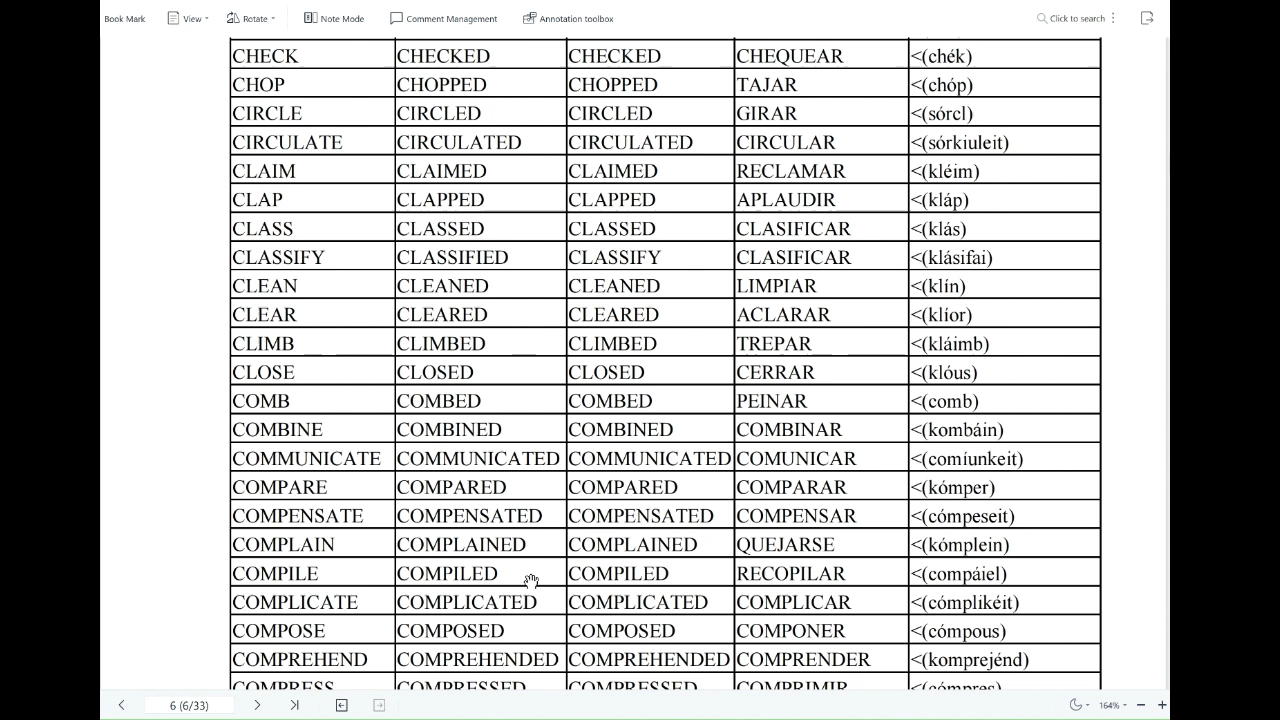 Book Mark View Rotate Note Mode Comment Management Annotation toolbox Click to search
CHECK CHECKED CHECKED CHEQUEAR <(chék)
CHOP CHOPPED CHOPPED TAJAR <(chóp)
CIRCLE CIRCLED CIRCLED GIRAR <(sórcl)
CIRCULATE CIRCULATED CIRCULATED CIRCULAR <(sórkiuleit)
CLAIM CLAIMED CLAIMED RECLAMAR <(kléim)
CLAP CLAPPED CLAPPED APLAUDIR <(kláp)
CLASS CLASSED CLASSED CLASIFICAR <(klás)
CLASSIFY CLASSIFIED CLASSIFY CLASIFICAR <(klásifai)
CLEAN CLEANED CLEANED LIMPIAR <(klín)
CLEAR CLEARED CLEARED ACLARAR <(klíor)
CLIMB CLIMBED CLIMBED TREPAR <(kláimb)
CLOSE CLOSED CLOSED CERRAR <(klóus)
COMB COMBED COMBED PEINAR <(comb)
COMBINE COMBINED COMBINED COMBINAR <(kombáin)
COMMUNICATE COMMUNICATED COMMUNICATED COMUNICAR <(comíunkeit)
COMPARE COMPARED COMPARED COMPARAR <(kómper)
COMPENSATE COMPENSATED COMPENSATED COMPENSAR <(cómpeseit)
COMPLAIN COMPLAINED COMPLAINED QUEJARSE <(kómplein)
COMPILE COMPILED COMPILED RECOPILAR <(compáiel)
COMPLICATE COMPLICATED COMPLICATED COMPLICAR <(cómplikéit)
COMPOSE COMPOSED COMPOSED COMPONER <(cómpous)
COMPREHEND COMPREHENDED COMPREHENDED COMPRENDER <(komprejénd)
COMPRESS COMPRESSED COMPRESSED COMPRIMIR <(cómpres)
6 (6/33) 164%